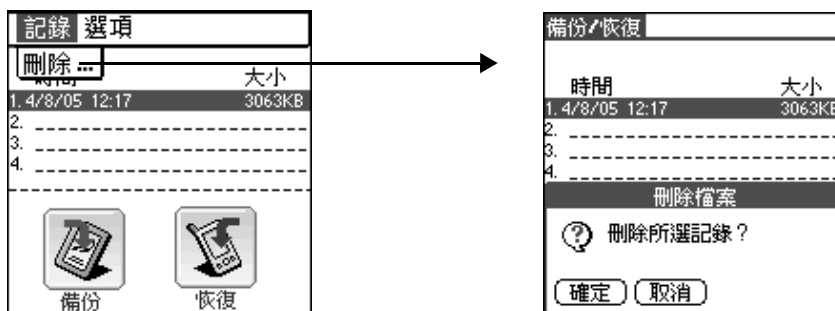 記錄 選項
刪除...
時間 大小
1. 4/8/05 12:17 3063KB
2.
3.
4.
備份 恢復
備份/恢復
時間 大小
1. 4/8/05 12:17 3063KB
2.
3.
4.
刪除檔案
刪除所選記錄？
確定 取消